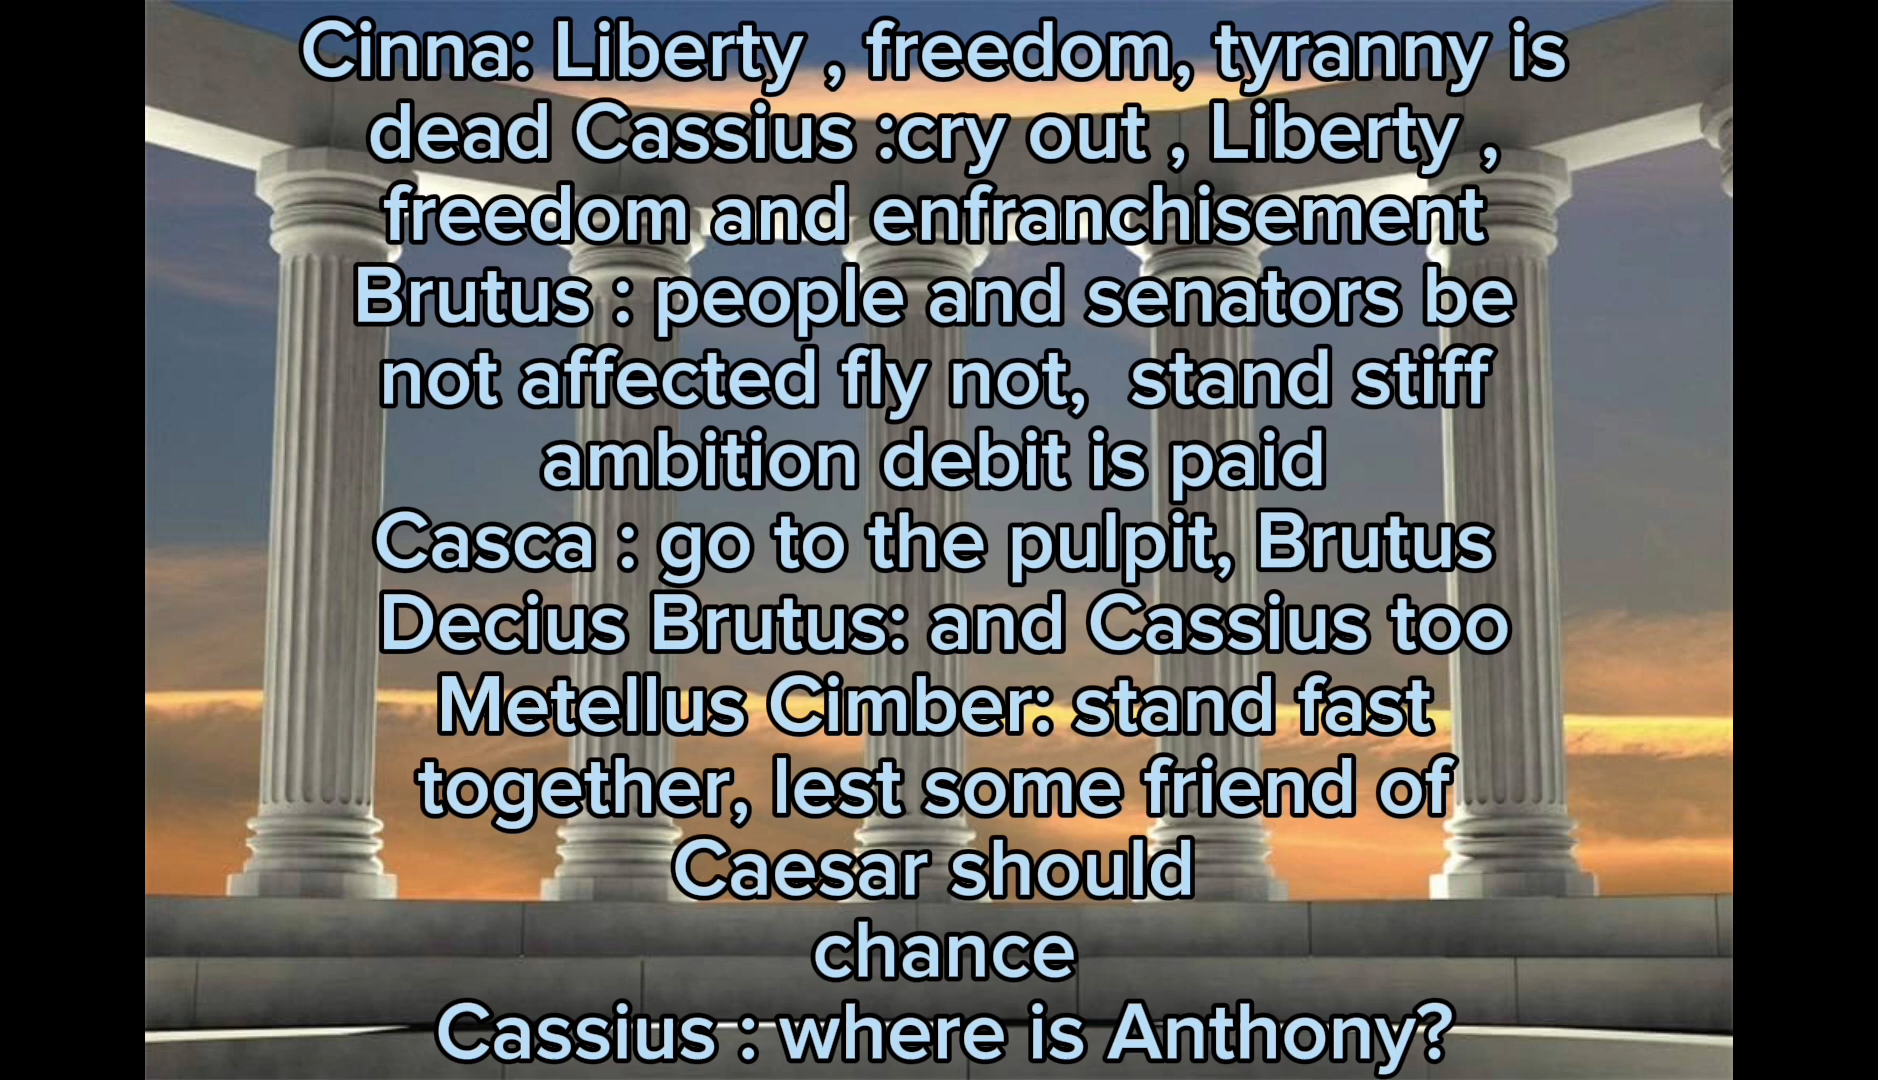 Cinna: Liberty , freedom, tyranny is
dead Cassius :cry out , Liberty ,
freedom and enfranchisement
Brutus : people and senators be
not affected fly not,  stand stiff
ambition debit is paid
Casca : go to the pulpit, Brutus
Decius Brutus: and Cassius too
Metellus Cimber: stand fast
together, lest some friend of
Caesar should
chance
Cassius : where is Anthony?